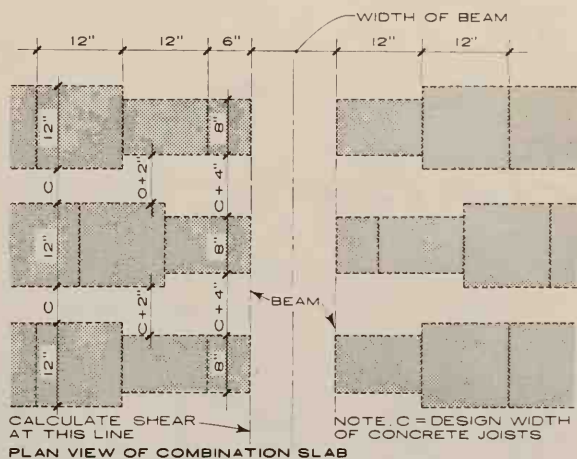 WIDTH OF BEAM
12" 12" 6" 12" 12"
12" 8"
C O+2" C+4"
12" 8"
C C+2" C+4"
BEAM
12" 8"
CALCULATE SHEAR
AT THIS LINE
NOTE. C = DESIGN WIDTH
OF CONCRETE JOISTS
PLAN VIEW OF COMBINATION SLAB